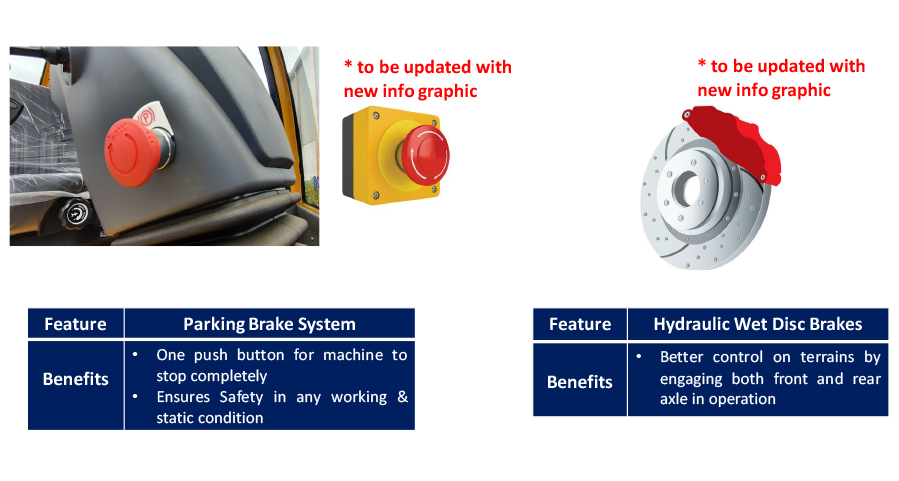 * to be updated with
new info graphic
* to be updated with
new info graphic
Feature
Parking Brake System
Benefits
• One push button for machine to
stop completely
• Ensures Safety in any working &
static condition
Feature
Hydraulic Wet Disc Brakes
Benefits
• Better control on terrains by
engaging both front and rear
axle in operation